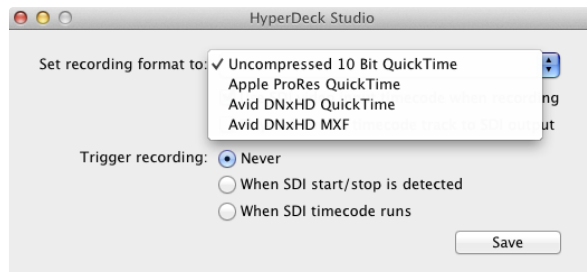 HyperDeck Studio
Set recording format to: ✓ Uncompressed 10 Bit QuickTime
Apple ProRes QuickTime
Avid DNxHD QuickTime
ng
Avid DNxHD MXF
ut
Trigger recording: Never
When SDI start/stop is detected
When SDI timecode runs
Save